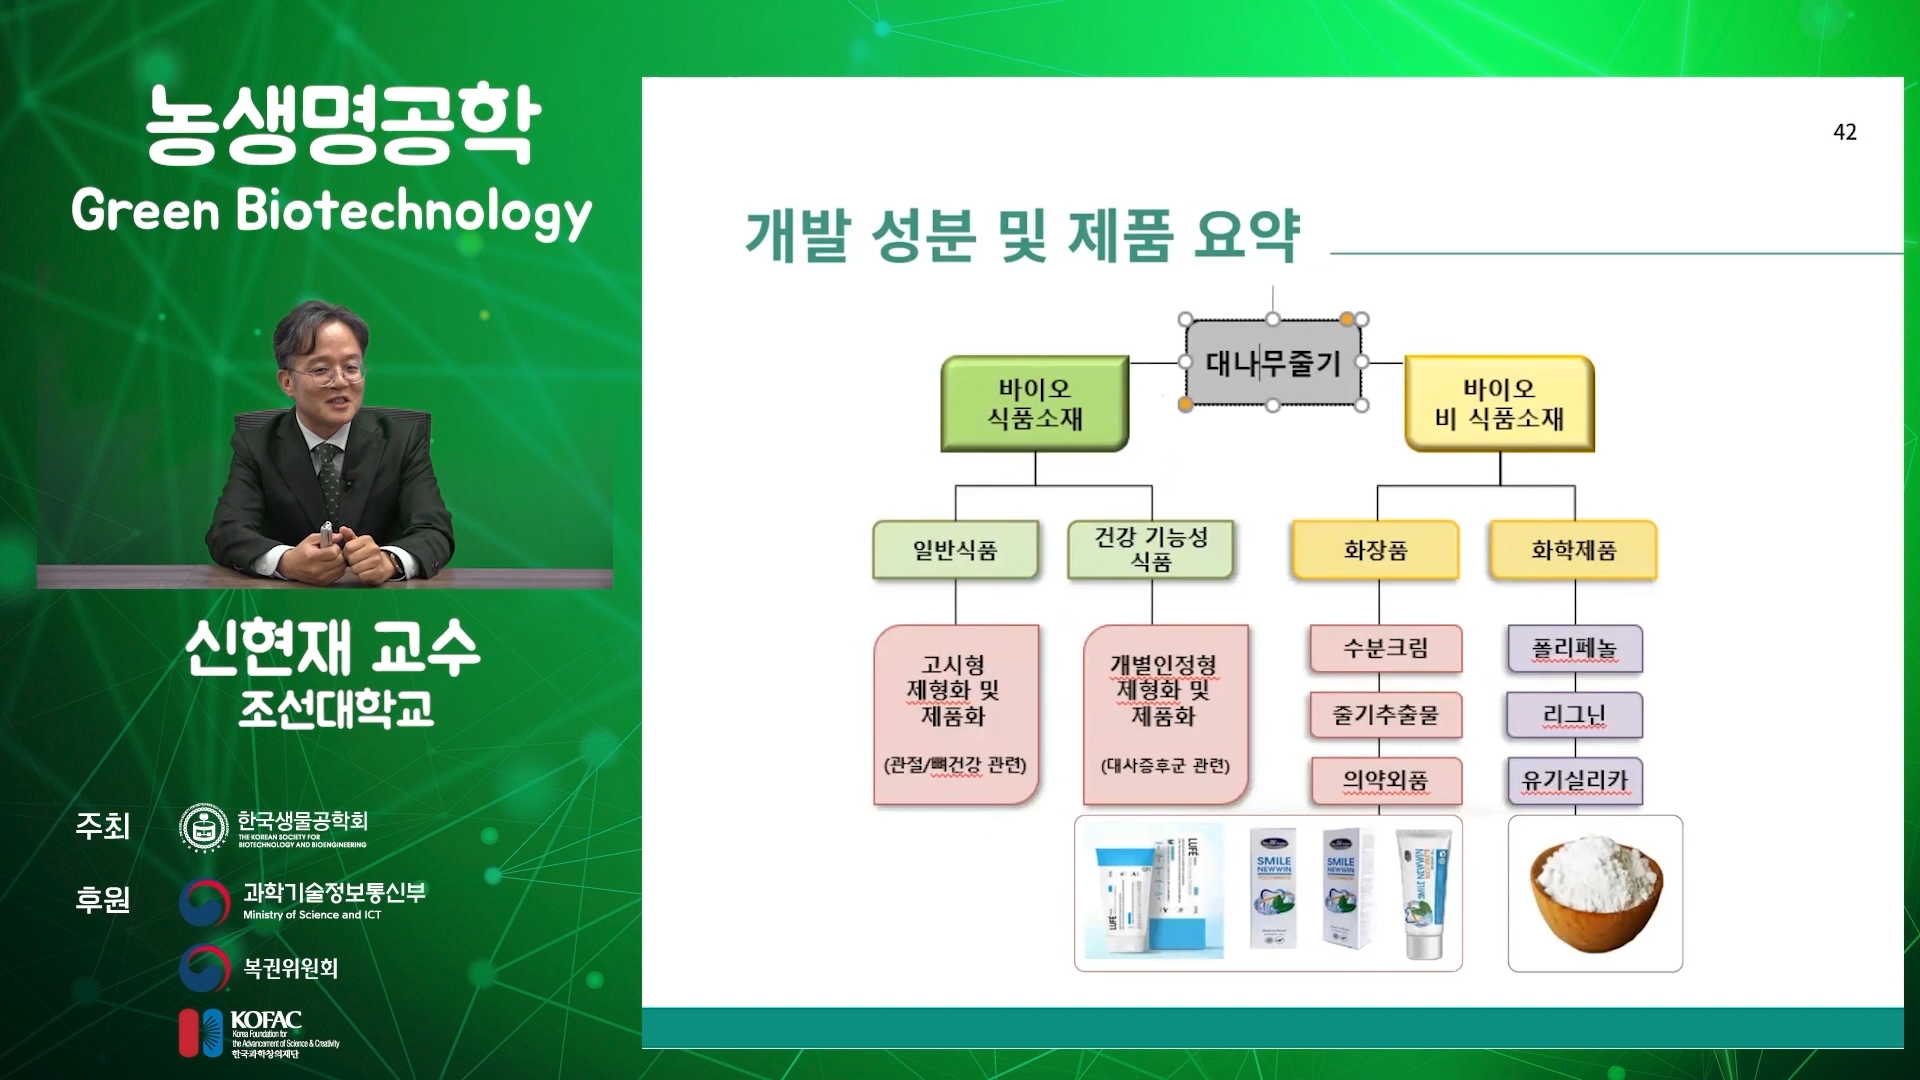 농생명공학
Green Biotechnology
신현재 교수
조선대학교
주최
한국생물공학회
THE KOREAN SOCIETY FOR
BIOTECHNOLOGY AND BIOENGINEERING
후원
과학기술정보통신부
Ministry of Science and ICT
복권위원회
KOFAC
Korea Foundation for
the Advancement of Science & Creativity
한국과학창의재단
42
개발 성분 및 제품 요약
대나무줄기
바이오
식품소재
바이오
비 식품소재
일반식품
건강 기능성
식품
화장품
화학제품
고시형
제형화 및
제품화
(관절/뼈건강 관련)
개별인정형
제형화 및
제품화
(대사증후군 관련)
수분크림
줄기추출물
의약외품
폴리페놀
리그닌
유기실리카
LUFÉ
LUFÉ
SMILE
NEWWIN
SMILE
NEWWIN
SMILE NEWWIN